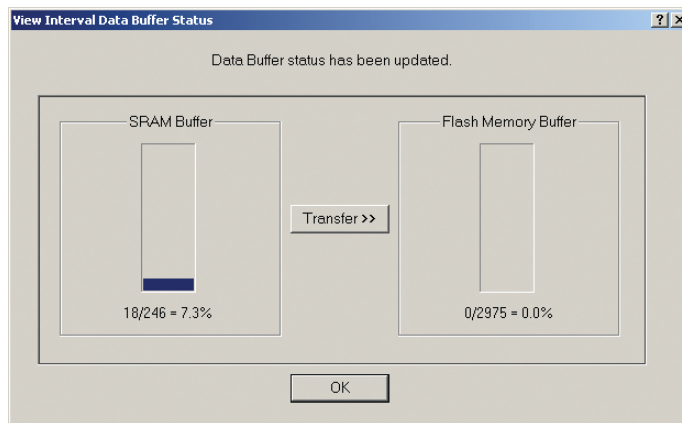 View Interval Data Buffer Status
Data Buffer status has been updated.
SRAM Buffer
Flash Memory Buffer
Transfer >>
18/246 = 7.3%
0/2975 = 0.0%
OK